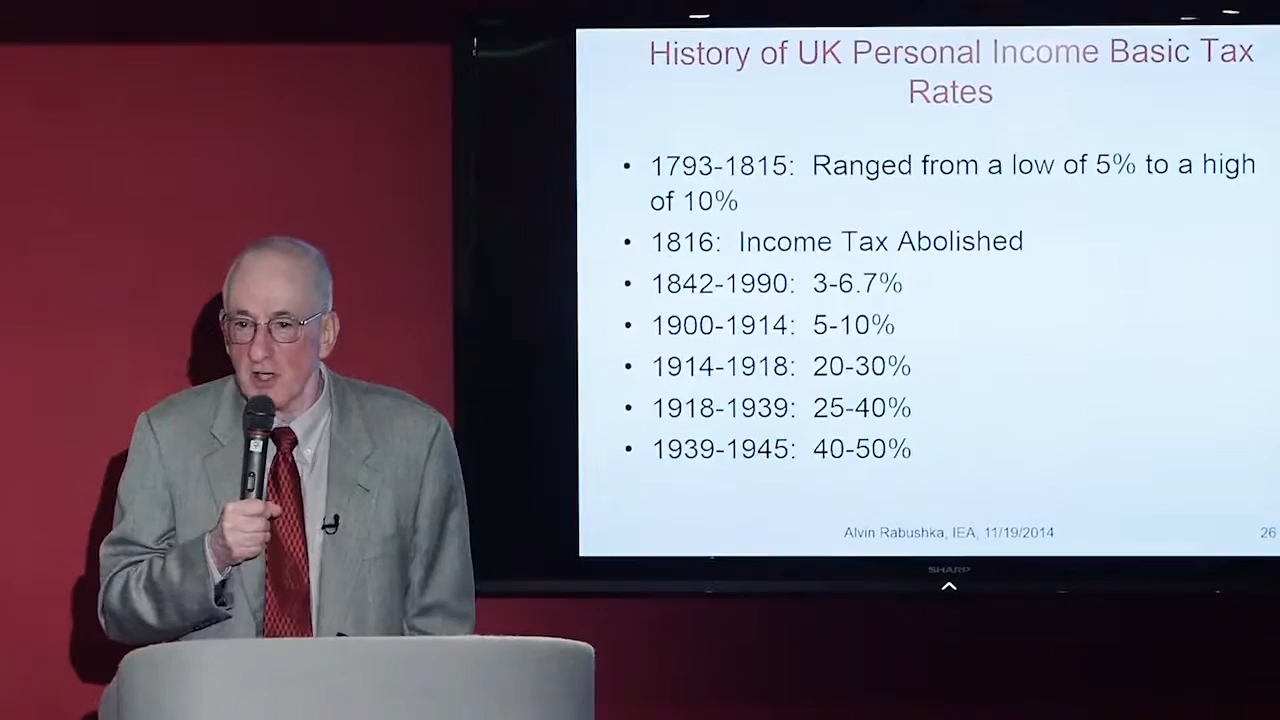 History of UK Personal Income Basic Tax
Rates
• 1793-1815: Ranged from a low of 5% to a high
of 10%
• 1816: Income Tax Abolished
• 1842-1990: 3-6.7%
• 1900-1914: 5-10%
• 1914-1918: 20-30%
• 1918-1939: 25-40%
• 1939-1945: 40-50%
Alvin Rabushka, IEA, 11/19/2014
26
SHARP